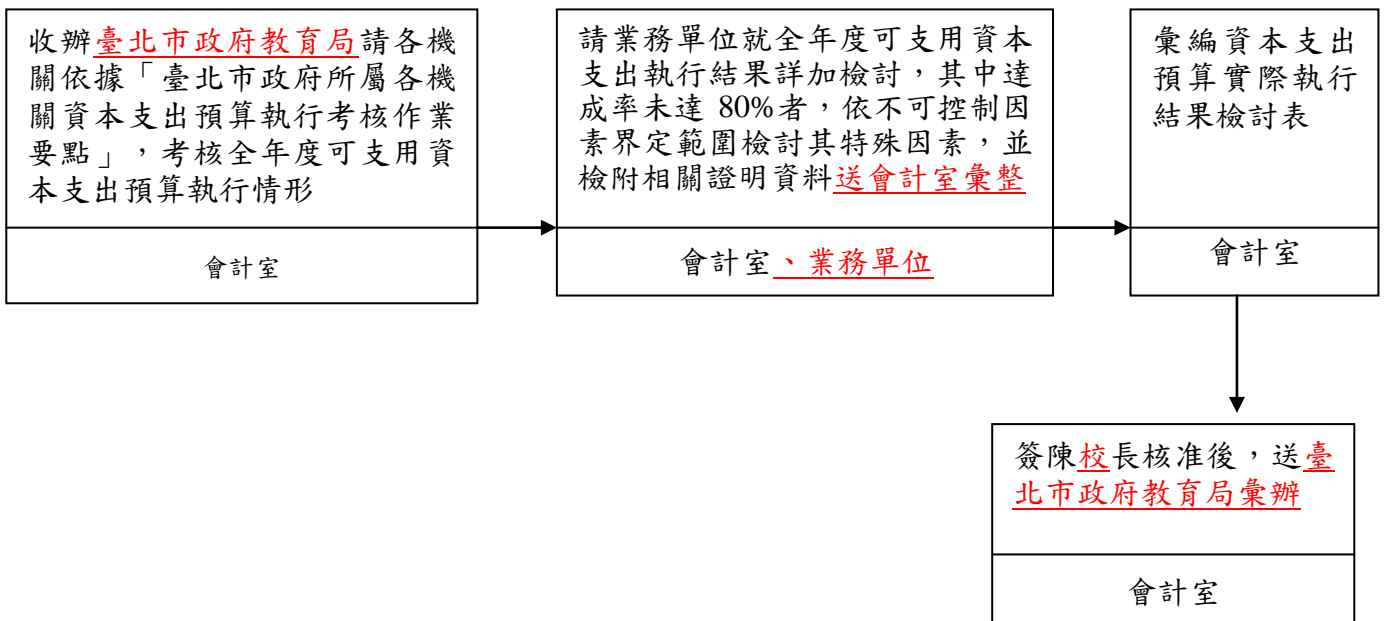 收辦臺北市政府教育局請各機
關依據「臺北市政府所屬各機
關資本支出預算執行考核作業
要點」，考核全年度可支用資
本支出預算執行情形
會計室
請業務單位就全年度可支用資本
支出執行結果詳加檢討，其中達
成率未達 80%者，依不可控制因
素界定範圍檢討其特殊因素，並
檢附相關證明資料送會計室彙整
會計室、業務單位
彙編資本支出
預算實際執行
結果檢討表
會計室
簽陳校長核准後，送臺
北市政府教育局彙辦
會計室